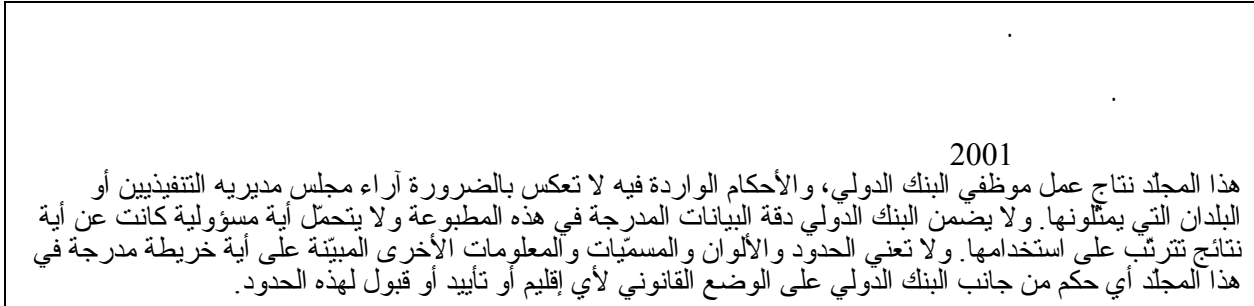 .
.
2001
هذا المجلّد نتاج عمل موظفي البنك الدولي، والأحكام الواردة فيه لا تعكس بالضرورة آراء مجلس مديريه التنفيذيين أو
البلدان التي يمثّلونها. ولا يضمن البنك الدولي دقة البيانات المدرجة في هذه المطبوعة ولا يتحمّل أية مسؤولية كانت عن أية
نتائج تترتّب على استخدامها. ولا تعني الحدود والألوان والمسميّات والمعلومات الأخرى المبيّنة على أية خريطة مدرجة في
هذا المجلّد أي حكم من جانب البنك الدولي على الوضع القانوني لأي إقليم أو تأييد أو قبول لهذه الحدود.